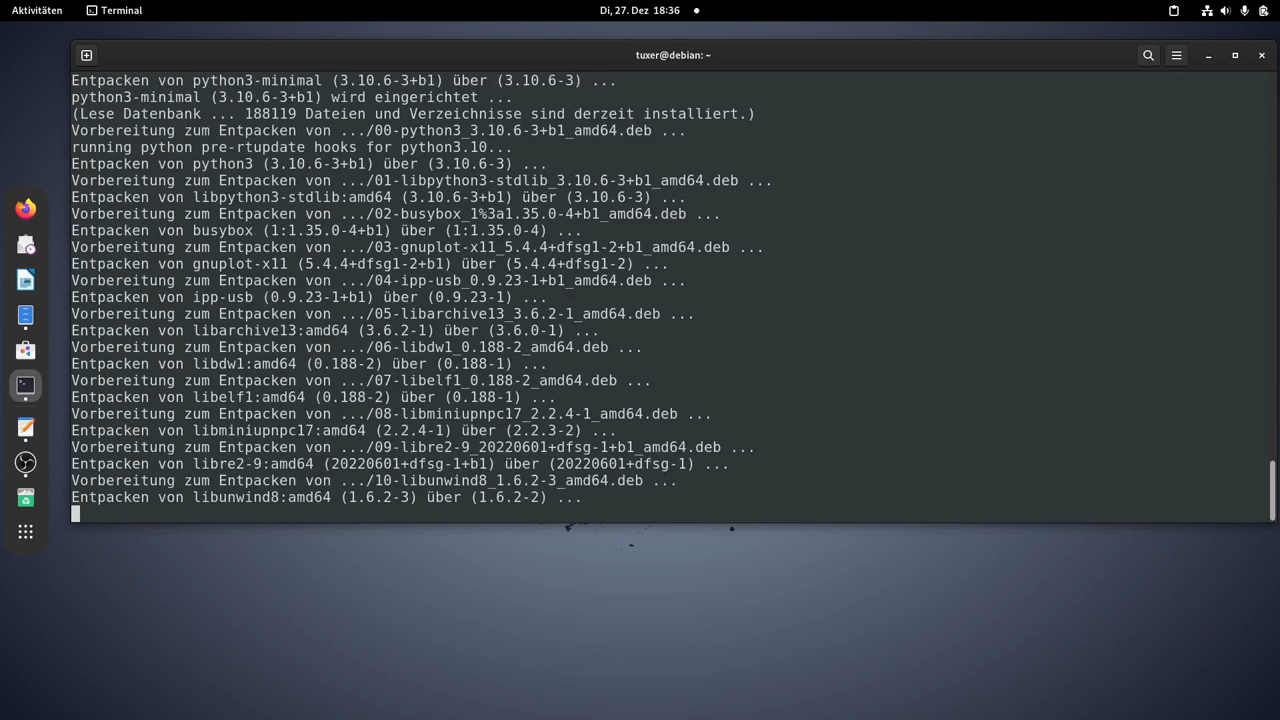 Aktivitäten
Terminal
Di, 27. Dez 18:36
tuxer@debian: ~
Entpacken von python3-minimal (3.10.6-3+b1) über (3.10.6-3) ...
python3-minimal (3.10.6-3+b1) wird eingerichtet ...
(Lese Datenbank ... 188119 Dateien und Verzeichnisse sind derzeit installiert.)
Vorbereitung zum Entpacken von .../00-python3_3.10.6-3+b1_amd64.deb ...
running python pre-rtupdate hooks for python3.10...
Entpacken von python3 (3.10.6-3+b1) über (3.10.6-3) ...
Vorbereitung zum Entpacken von .../01-libpython3-stdlib_3.10.6-3+b1_amd64.deb ...
Entpacken von libpython3-stdlib:amd64 (3.10.6-3+b1) über (3.10.6-3) ...
Vorbereitung zum Entpacken von .../02-busybox_1%3a1.35.0-4+b1_amd64.deb ...
Entpacken von busybox (1:1.35.0-4+b1) über (1:1.35.0-4) ...
Vorbereitung zum Entpacken von .../03-gnuplot-x11_5.4.4+dfsg1-2+b1_amd64.deb ...
Entpacken von gnuplot-x11 (5.4.4+dfsg1-2+b1) über (5.4.4+dfsg1-2) ...
Vorbereitung zum Entpacken von .../04-ipp-usb_0.9.23-1+b1_amd64.deb ...
Entpacken von ipp-usb (0.9.23-1+b1) über (0.9.23-1) ...
Vorbereitung zum Entpacken von .../05-libarchive13_3.6.2-1_amd64.deb ...
Entpacken von libarchive13:amd64 (3.6.2-1) über (3.6.0-1) ...
Vorbereitung zum Entpacken von .../06-libdw1_0.188-2_amd64.deb ...
Entpacken von libdw1:amd64 (0.188-2) über (0.188-1) ...
Vorbereitung zum Entpacken von .../07-libelf1_0.188-2_amd64.deb ...
Entpacken von libelf1:amd64 (0.188-2) über (0.188-1) ...
Vorbereitung zum Entpacken von .../08-libminiupnpc17_2.2.4-1_amd64.deb ...
Entpacken von libminiupnpc17:amd64 (2.2.4-1) über (2.2.3-2) ...
Vorbereitung zum Entpacken von .../09-libre2-9_20220601+dfsg-1+b1_amd64.deb ...
Entpacken von libre2-9:amd64 (20220601+dfsg-1+b1) über (20220601+dfsg-1) ...
Vorbereitung zum Entpacken von .../10-libunwind8_1.6.2-3_amd64.deb ...
Entpacken von libunwind8:amd64 (1.6.2-3) über (1.6.2-2) ...